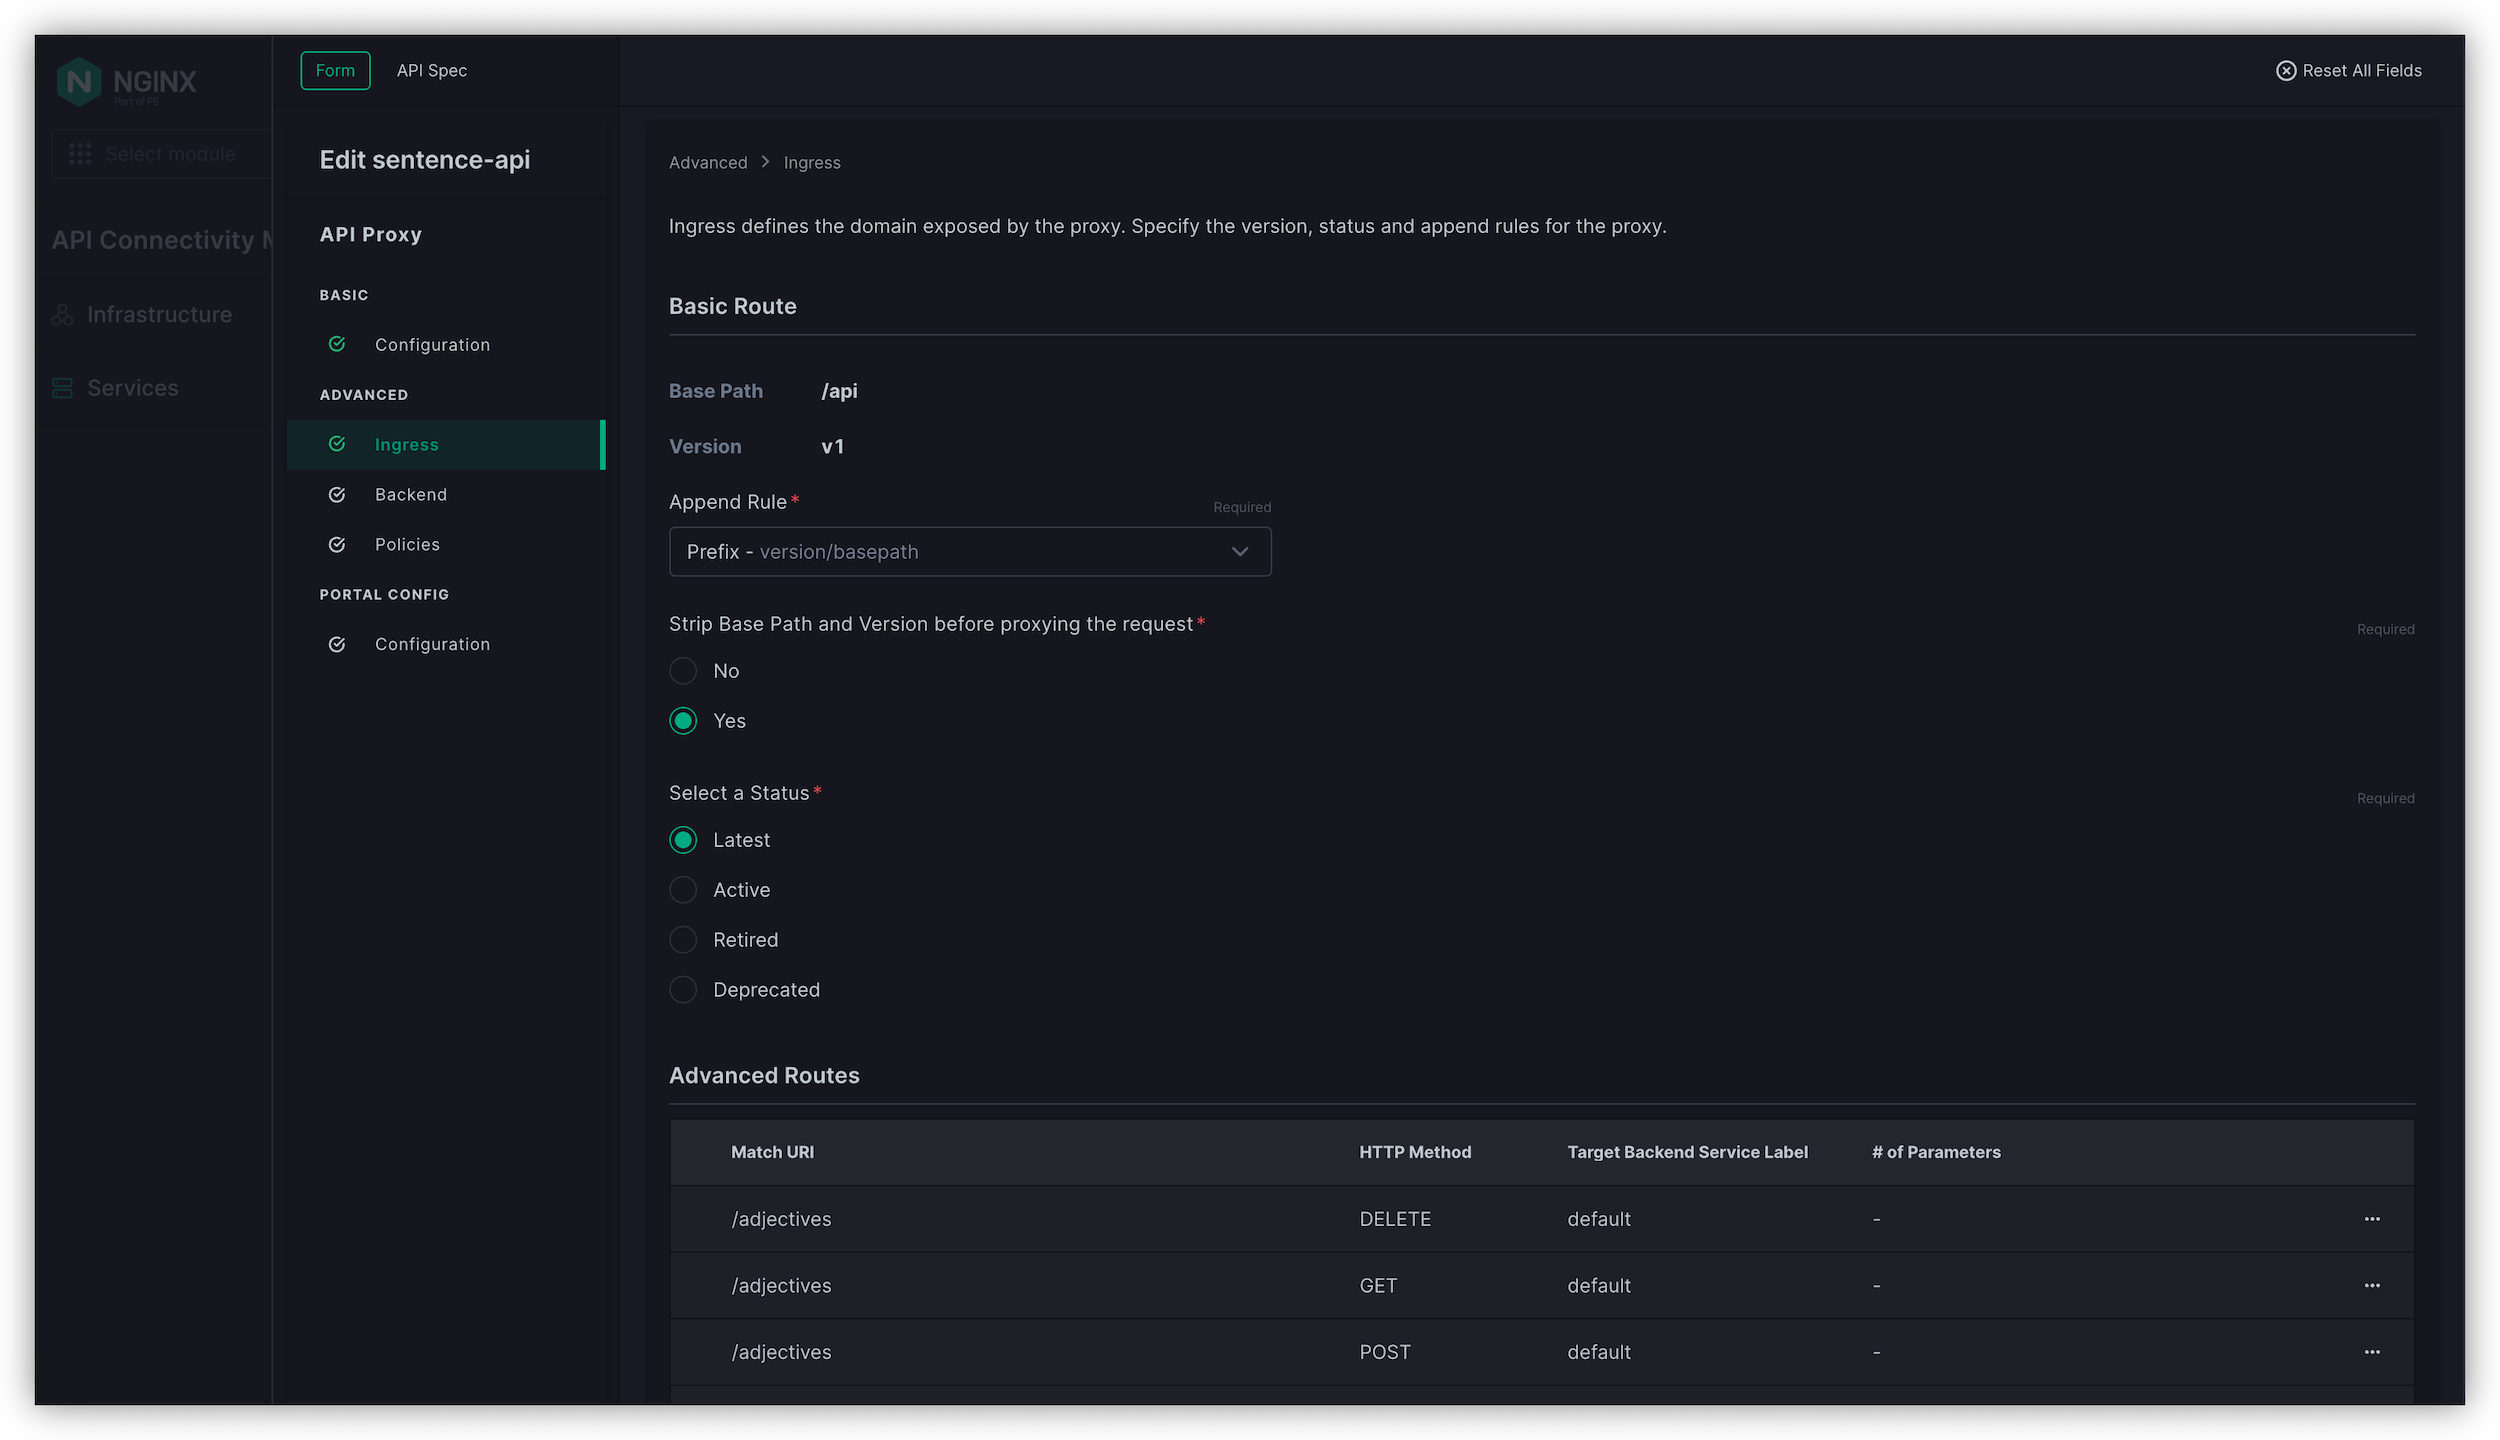 NGINX
Part of F5
Select module
API Connectivity M
Infrastructure
Services
Form
API Spec
Reset All Fields
Edit sentence-api
API Proxy
BASIC
Configuration
ADVANCED
Ingress
Backend
Policies
PORTAL CONFIG
Configuration
Advanced > Ingress
Ingress defines the domain exposed by the proxy. Specify the version, status and append rules for the proxy.
Basic Route
Base Path /api
Version v1
Append Rule* Required
Prefix - version/basepath
Strip Base Path and Version before proxying the request* Required
No
Yes
Select a Status* Required
Latest
Active
Retired
Deprecated
Advanced Routes
Match URI HTTP Method Target Backend Service Label # of Parameters
/adjectives DELETE default - ...
/adjectives GET default - ...
/adjectives POST default - ...